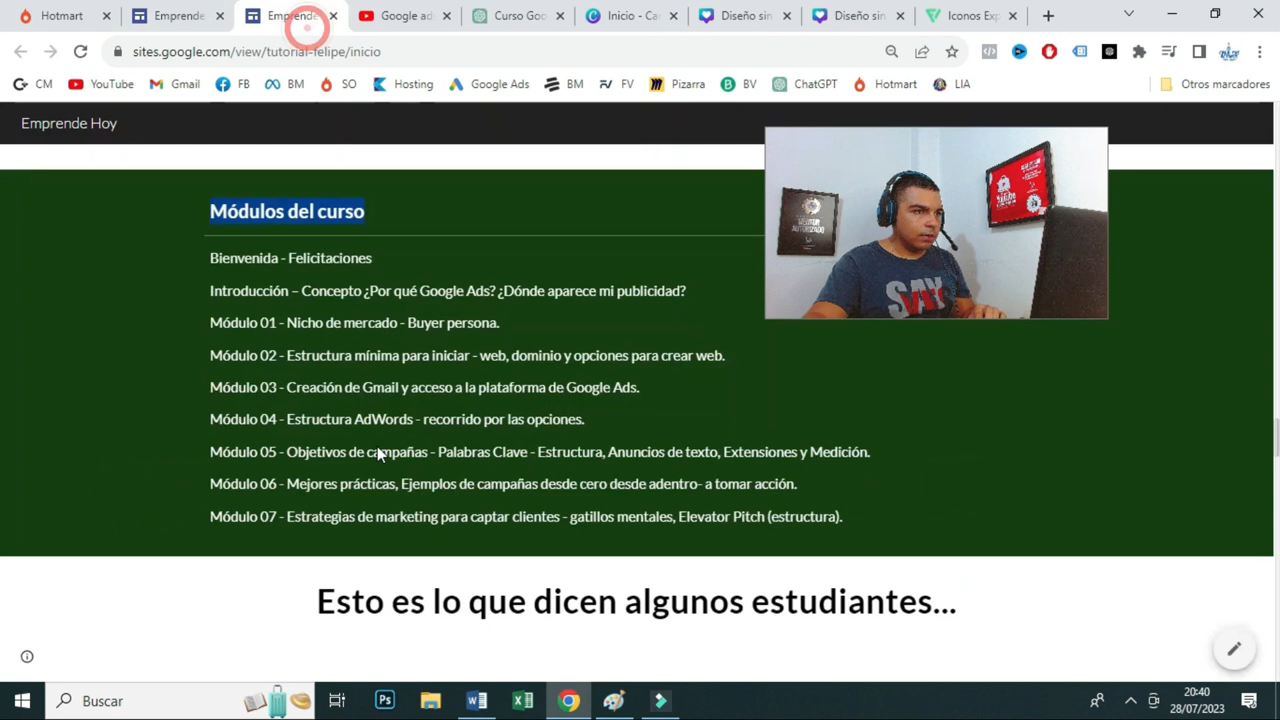 Hotmart
Emprende
Emprende
Google ad
Curso Goo
Inicio - Ca
Diseño sin
Diseño sin
Iconos Exp
sites.google.com/view/tutorial-felipe/inicio
CM
YouTube
Gmail
FB
BM
SO
Hosting
Google Ads
BM
FV
Pizarra
BV
ChatGPT
Hotmart
LIA
Otros marcadores
Emprende Hoy
Módulos del curso
Bienvenida - Felicitaciones
Introducción – Concepto ¿Por qué Google Ads? ¿Dónde aparece mi publicidad?
Módulo 01 - Nicho de mercado - Buyer persona.
Módulo 02 - Estructura mínima para iniciar - web, dominio y opciones para crear web.
Módulo 03 - Creación de Gmail y acceso a la plataforma de Google Ads.
Módulo 04 - Estructura AdWords - recorrido por las opciones.
Módulo 05 - Objetivos de campañas - Palabras Clave - Estructura, Anuncios de texto, Extensiones y Medición.
Módulo 06 - Mejores prácticas, Ejemplos de campañas desde cero desde adentro- a tomar acción.
Módulo 07 - Estrategias de marketing para captar clientes - gatillos mentales, Elevator Pitch (estructura).
SAY
Esto es lo que dicen algunos estudiantes...
Buscar
20:40
28/07/2023